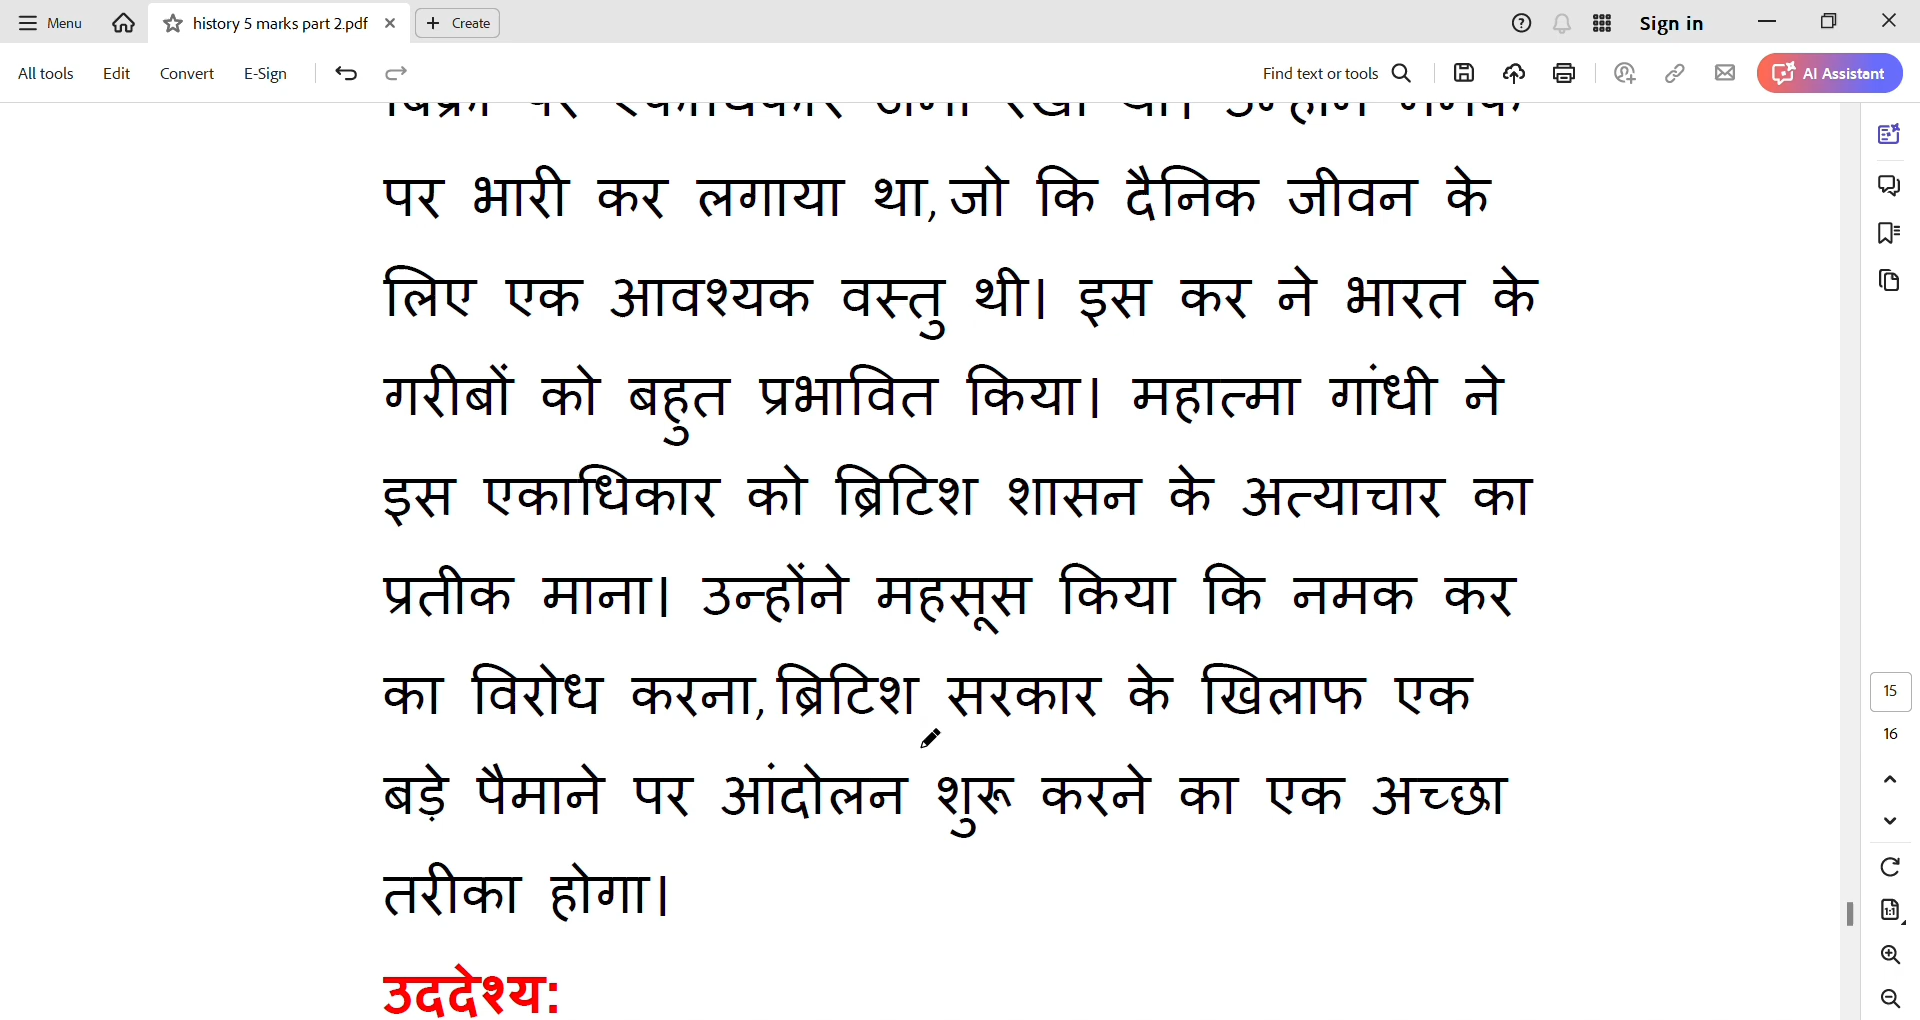 Menu
history 5 marks part 2.pdf
Create
Sign in
All tools Edit Convert E-Sign
Find text or tools
AI Assistant
पर भारी कर लगाया था, जो कि दैनिक जीवन के
लिए एक आवश्यक वस्तु थी। इस कर ने भारत के
गरीबों को बहुत प्रभावित किया। महात्मा गांधी ने
इस एकाधिकार को ब्रिटिश शासन के अत्याचार का
प्रतीक माना। उन्होंने महसूस किया कि नमक कर
का विरोध करना, ब्रिटिश सरकार के खिलाफ एक
बड़े पैमाने पर आंदोलन शुरू करने का एक अच्छा
तरीका होगा।
उददेश्य:
15
16